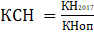 КСН = КН2017 / КНоп